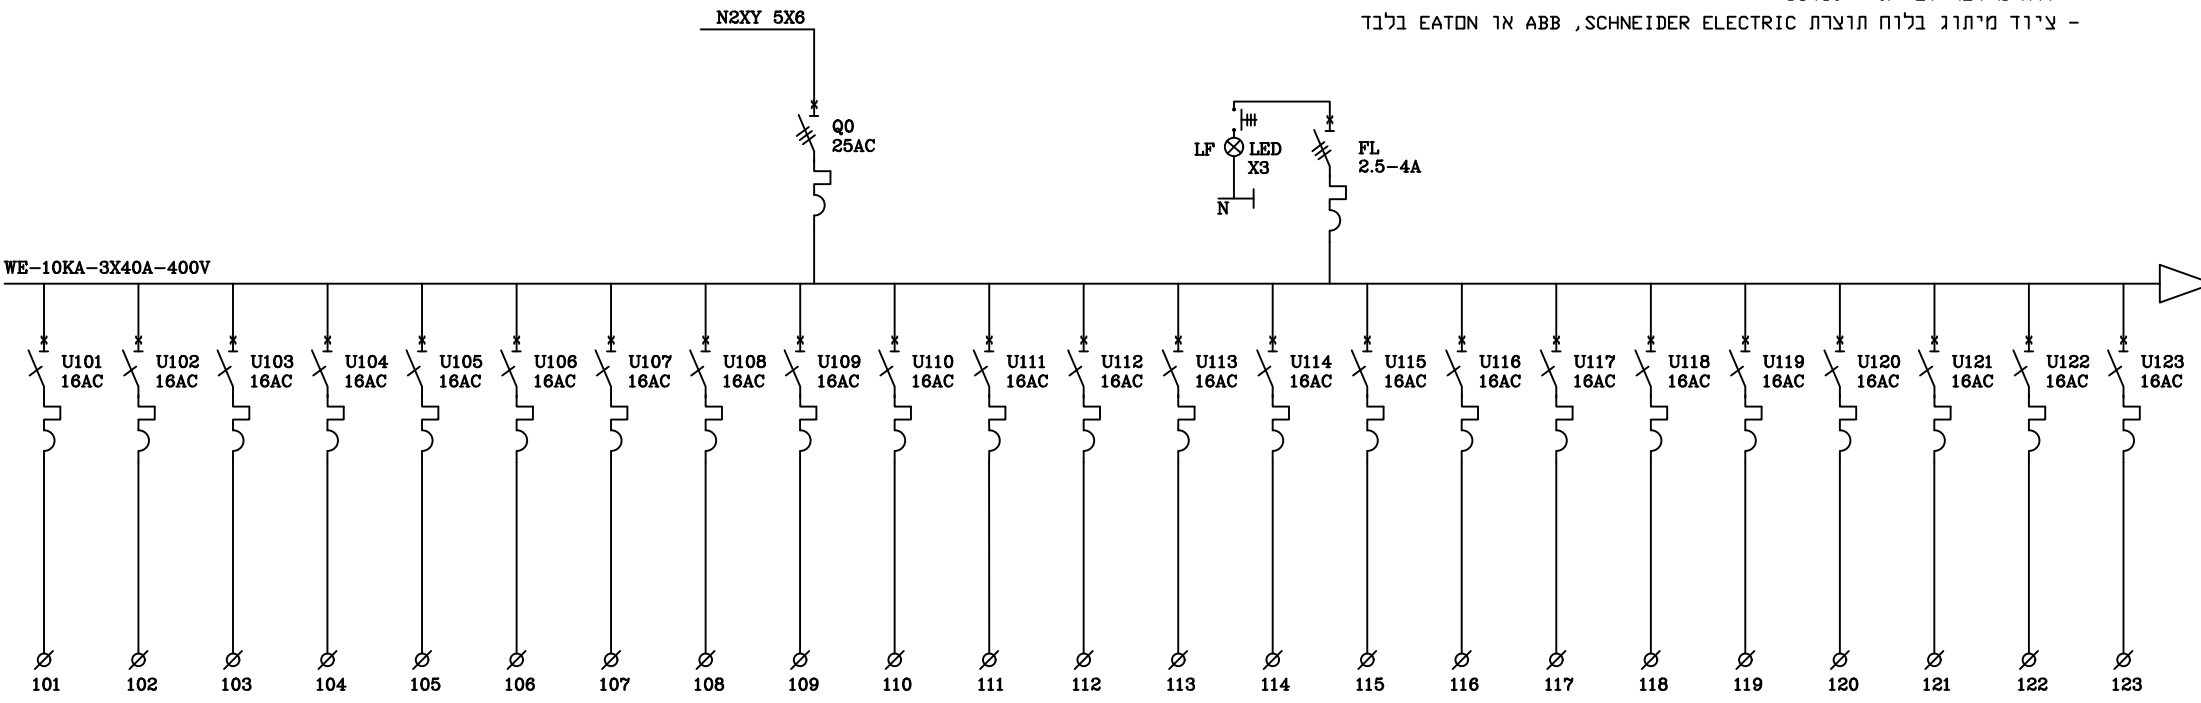 - ציוד מיתוג בלוח תוצרת SCHNEIDER ELECTRIC, ABB או EATON בלבד
N2XY 5X6
Q0
25AC
LF
LED
X3
N
FL
2.5-4A
WE-10KA-3X40A-400V
U101 U102 U103 U104 U105 U106 U107 U108 U109 U110 U111 U112 U113 U114 U115 U116 U117 U118 U119 U120 U121 U122 U123
16AC 16AC 16AC 16AC 16AC 16AC 16AC 16AC 16AC 16AC 16AC 16AC 16AC 16AC 16AC 16AC 16AC 16AC 16AC 16AC 16AC 16AC 16AC
101 102 103 104 105 106 107 108 109 110 111 112 113 114 115 116 117 118 119 120 121 122 123